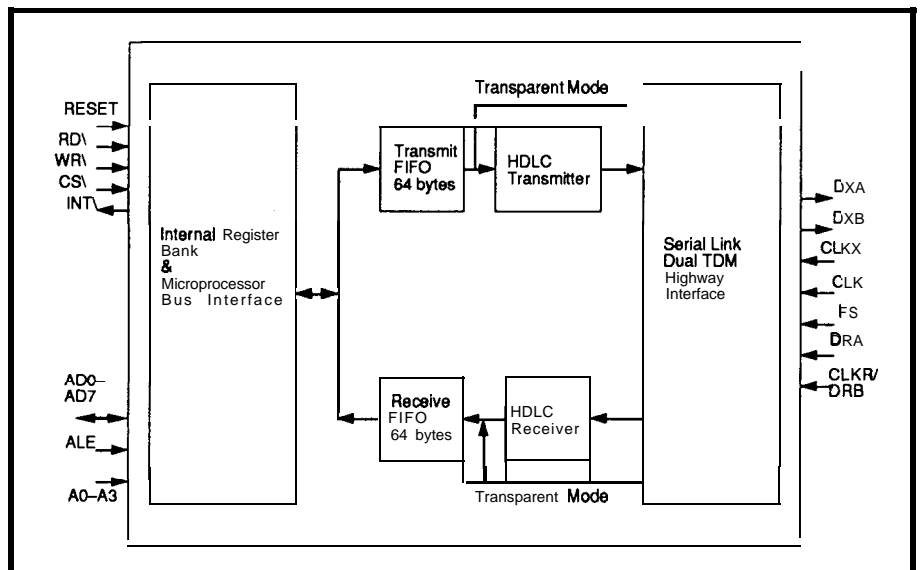 RESET
RD\
WR\
CS\
INT\
AD0–
AD7
ALE
A0–A3
Internal Register
Bank
&
Microprocessor
Bus Interface
Transparent Mode
Transmit
FIFO
64 bytes
HDLC
Transmitter
Receive
FIFO
64 bytes
HDLC
Receiver
Transparent Mode
Serial Link
Dual TDM
Highway
Interface
DXA
DXB
CLKX
CLK
FS
DRA
CLKR/
DRB